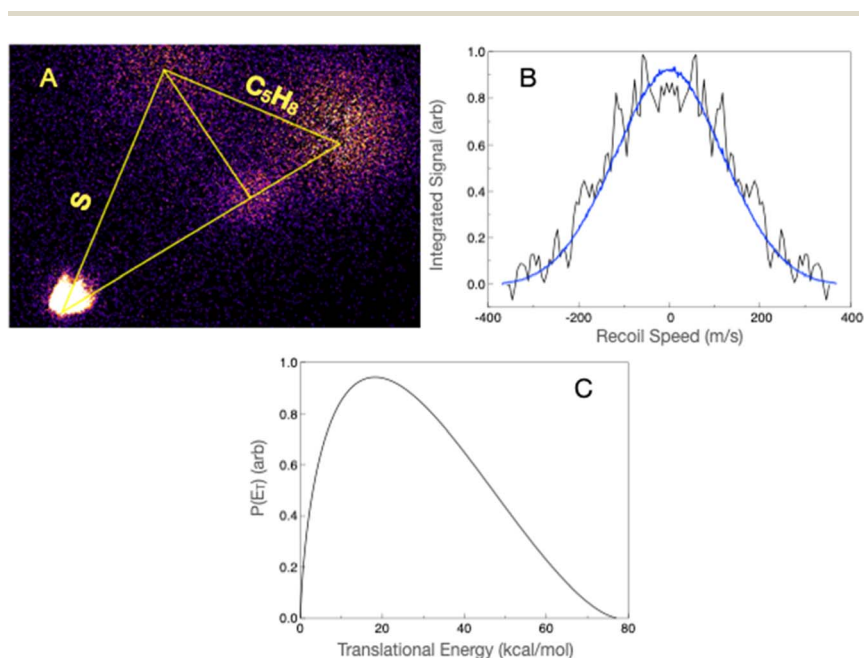 A
S
C₅H₈
B
Integrated Signal (arb)
1.0
0.8
0.6
0.4
0.2
0.0
-400
-200
0
200
400
Recoil Speed (m/s)
C
P(E_T) (arb)
1.0
0.8
0.6
0.4
0.2
0.0
0
20
40
60
80
Translational Energy (kcal/mol)